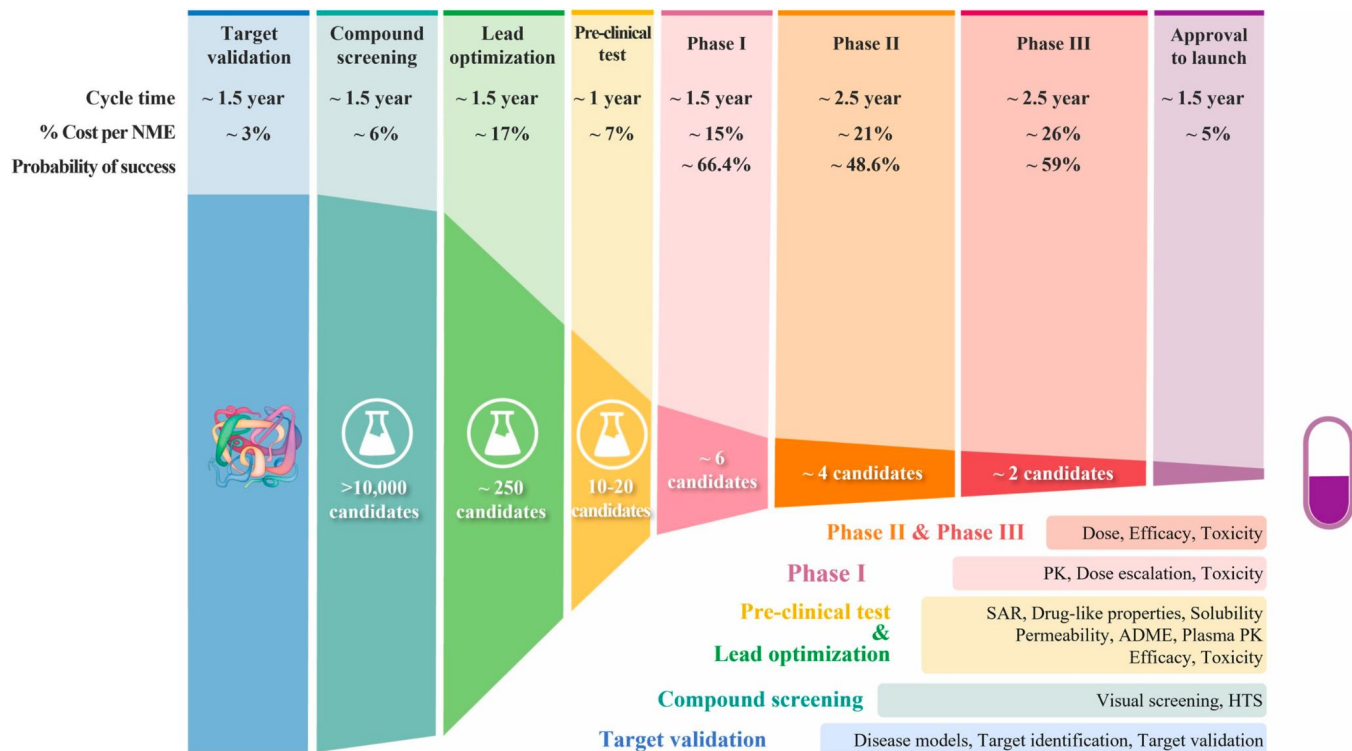 Target
validation
Compound
screening
Lead
optimization
Pre-clinical
test
Phase I
Phase II
Phase III
Approval
to launch
Cycle time ~ 1.5 year ~ 1.5 year ~ 1.5 year ~ 1 year ~ 1.5 year ~ 2.5 year ~ 2.5 year ~ 1.5 year
% Cost per NME ~ 3% ~ 6% ~ 17% ~ 7% ~ 15% ~ 21% ~ 26% ~ 5%
Probability of success ~ 66.4% ~ 48.6% ~ 59%
>10,000
candidates
~ 250
candidates
10-20
candidates
~ 6
candidates
~ 4 candidates
~ 2 candidates
Phase II & Phase III
Dose, Efficacy, Toxicity
Phase I
PK, Dose escalation, Toxicity
Pre-clinical test
&
Lead optimization
SAR, Drug-like properties, Solubility
Permeability, ADME, Plasma PK
Efficacy, Toxicity
Compound screening
Visual screening, HTS
Target validation
Disease models, Target identification, Target validation